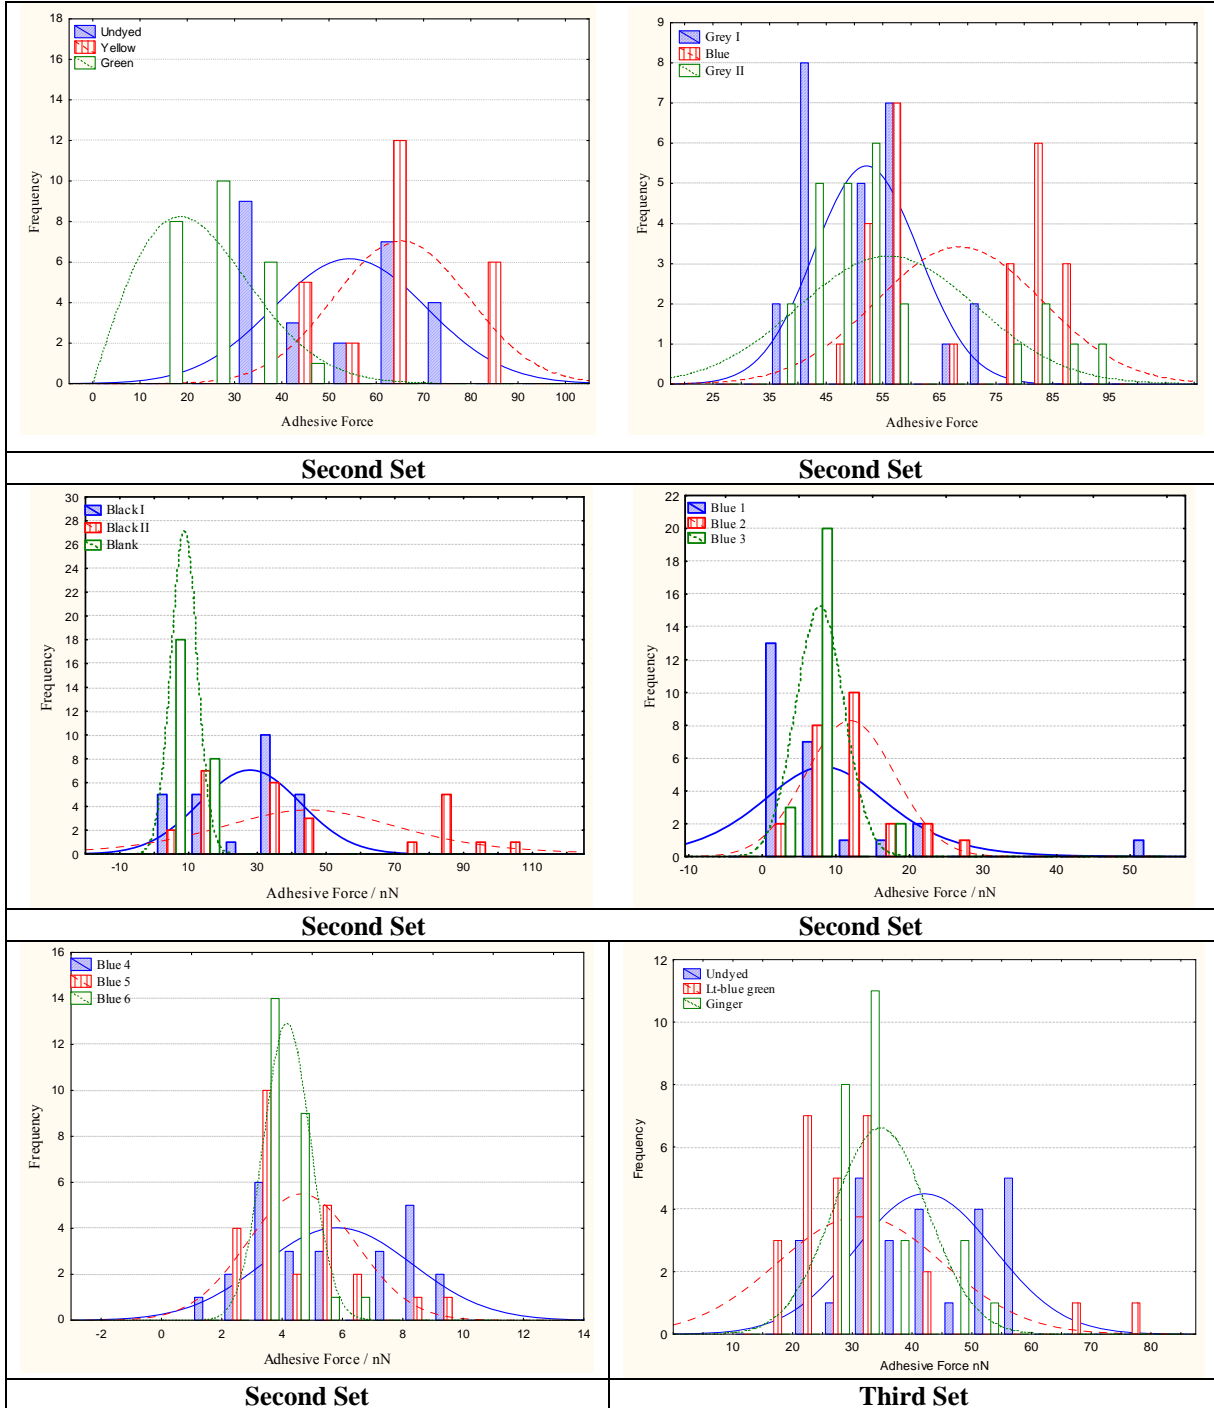 18
16
14
12
10
8
6
4
2
0
Frequency
Undyed
Yellow
Green
0 10 20 30 40 50 60 70 80 90 100
Adhesive Force
9
8
7
6
5
4
3
2
1
0
Frequency
Grey I
Blue
Grey II
25 35 45 55 65 75 85 95
Adhesive Force
Second Set
Second Set
30
28
26
24
22
20
18
16
14
12
10
8
6
4
2
0
Frequency
Black I
Black II
Blank
-10 10 30 50 70 90 110
Adhesive Force / nN
22
20
18
16
14
12
10
8
6
4
2
0
Frequency
Blue 1
Blue 2
Blue 3
-10 0 10 20 30 40 50
Adhesive Force / nN
Second Set
Second Set
16
14
12
10
8
6
4
2
0
Frequency
Blue 4
Blue 5
Blue 6
-2 0 2 4 6 8 10 12 14
Adhesive Force / nN
12
10
8
6
4
2
0
Frequency
Undyed
Lt-blue green
Ginger
10 20 30 40 50 60 70 80
Adhesive Force nN
Second Set
Third Set